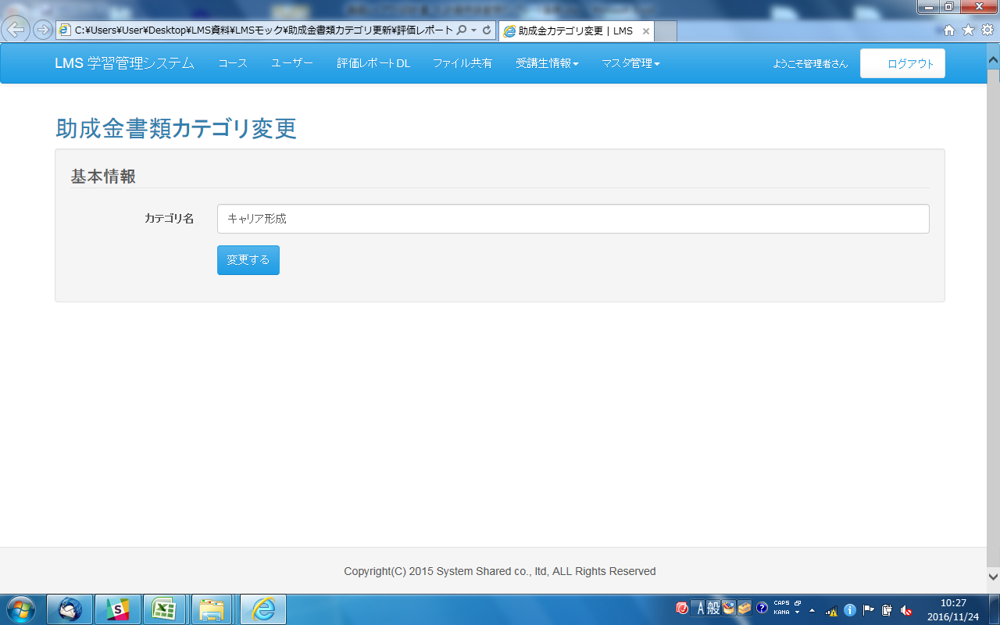 C:¥Users¥User¥Desktop¥LMS資料¥LMSモック¥助成金書類カテゴリ更新¥評価レポート
助成金カテゴリ変更 | LMS
LMS 学習管理システム コース ユーザー 評価レポートDL ファイル共有 受講生情報 マスタ管理 ようこそ管理者さん ログアウト
助成金書類カテゴリ変更
基本情報
カテゴリ名 キャリア形成
変更する
Copyright(C) 2015 System Shared co., ltd, ALL Rights Reserved
A 般 CAPS
KANA
10:27
2016/11/24